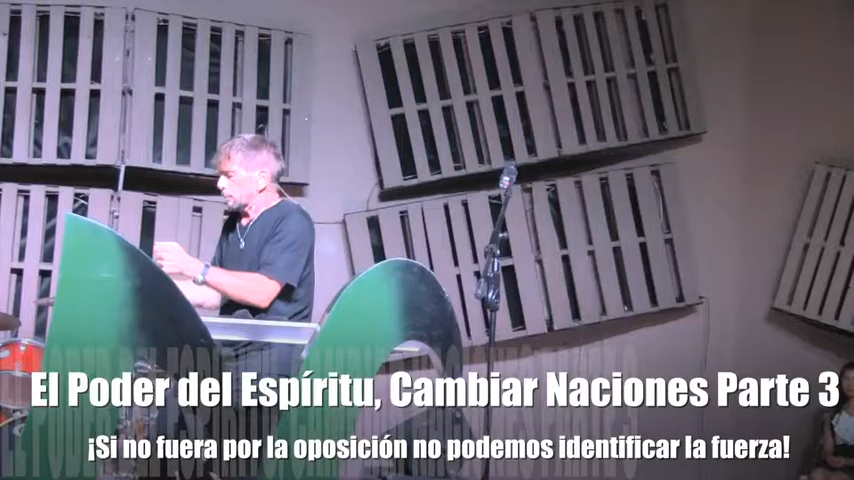 El Poder del Espíritu, Cambiar Naciones Parte 3
¡Si no fuera por la oposición no podemos identificar la fuerza!